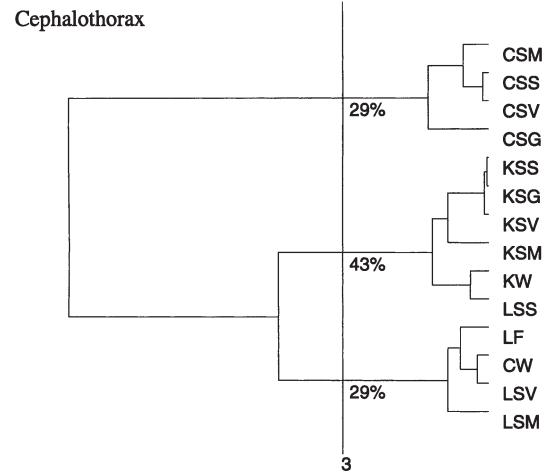 Cephalothorax
CSM
CSS
CSV
29%
CSG
KSS
KSG
KSV
KSM
43%
KW
LSS
LF
CW
29%
LSV
LSM
3